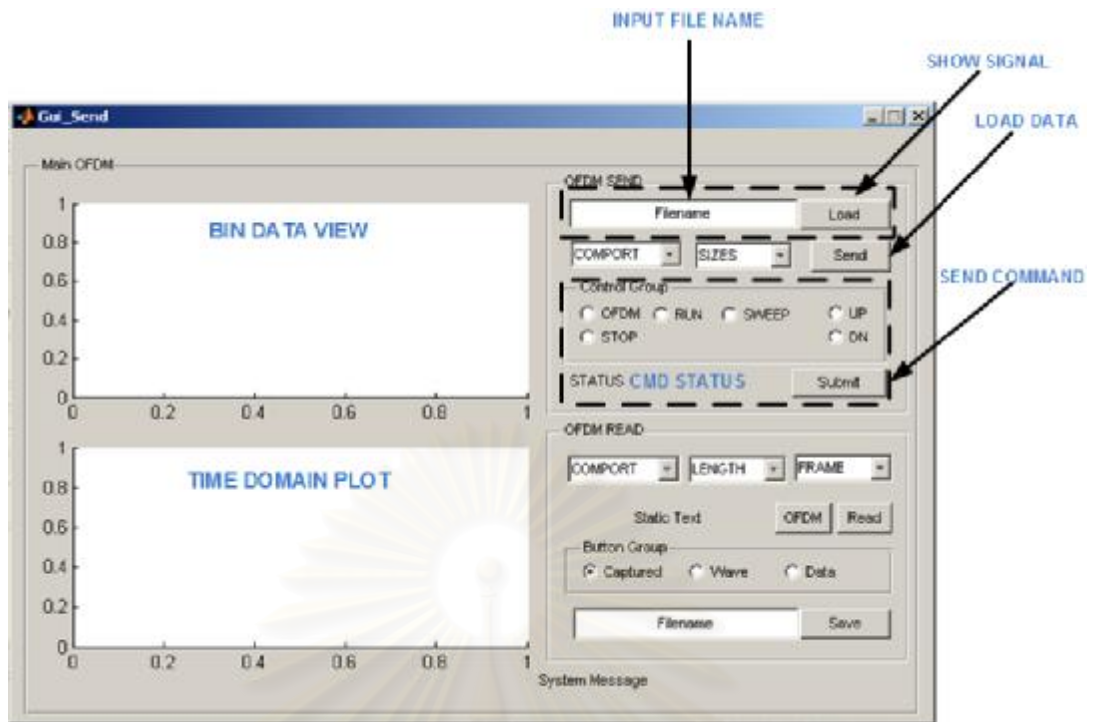 INPUT FILE NAME
SHOW SIGNAL
LOAD DATA
SEND COMMAND
Gui_Send
Main OFDM
1
0.8
0.6
0.4
0.2
0
BIN DATA VIEW
0 0.2 0.4 0.6 0.8 1
1
0.8
0.6
0.4
0.2
0
TIME DOMAIN PLOT
0 0.2 0.4 0.6 0.8 1
OFDM SEND
Filename Load
COMPORT SIZES Send
Control Group
OFDM RUN SWEEP UP
STOP DN
STATUS CMD STATUS Submit
OFDM READ
COMPORT LENGTH FRAME
Static Text OFDM Read
Button Group
Captured Wave Data
Filename Save
System Message